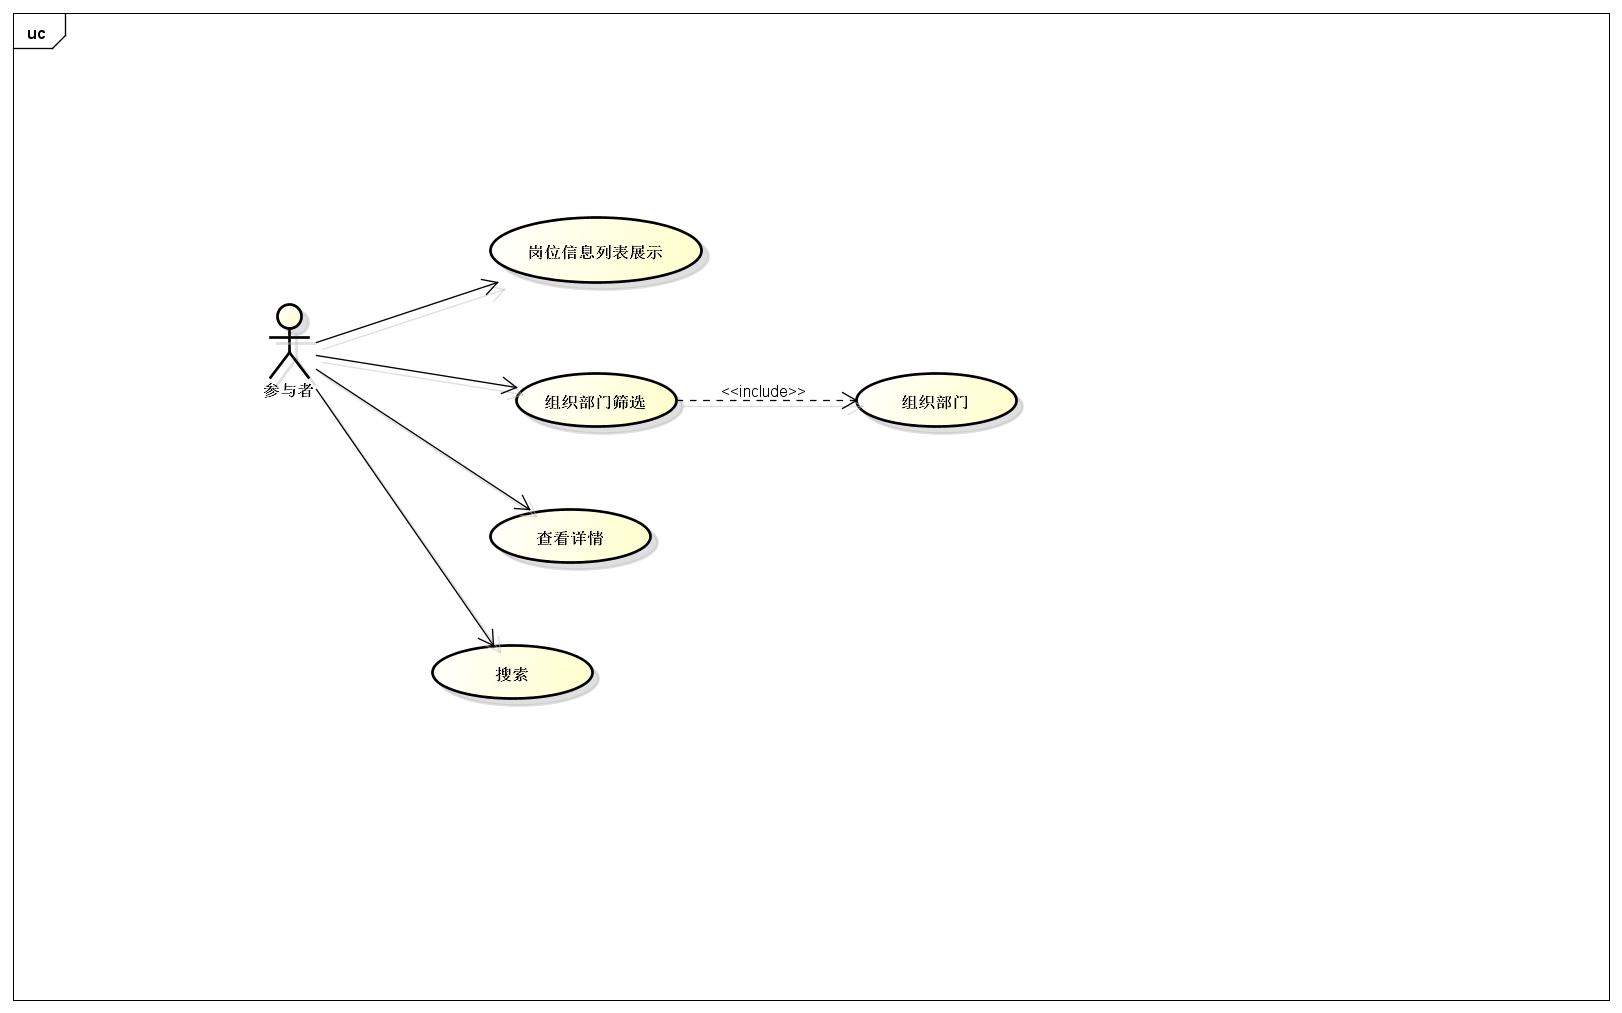 uc
岗位信息列表展示
参与者
组织部门筛选
<<include>>
组织部门
查看详情
搜索